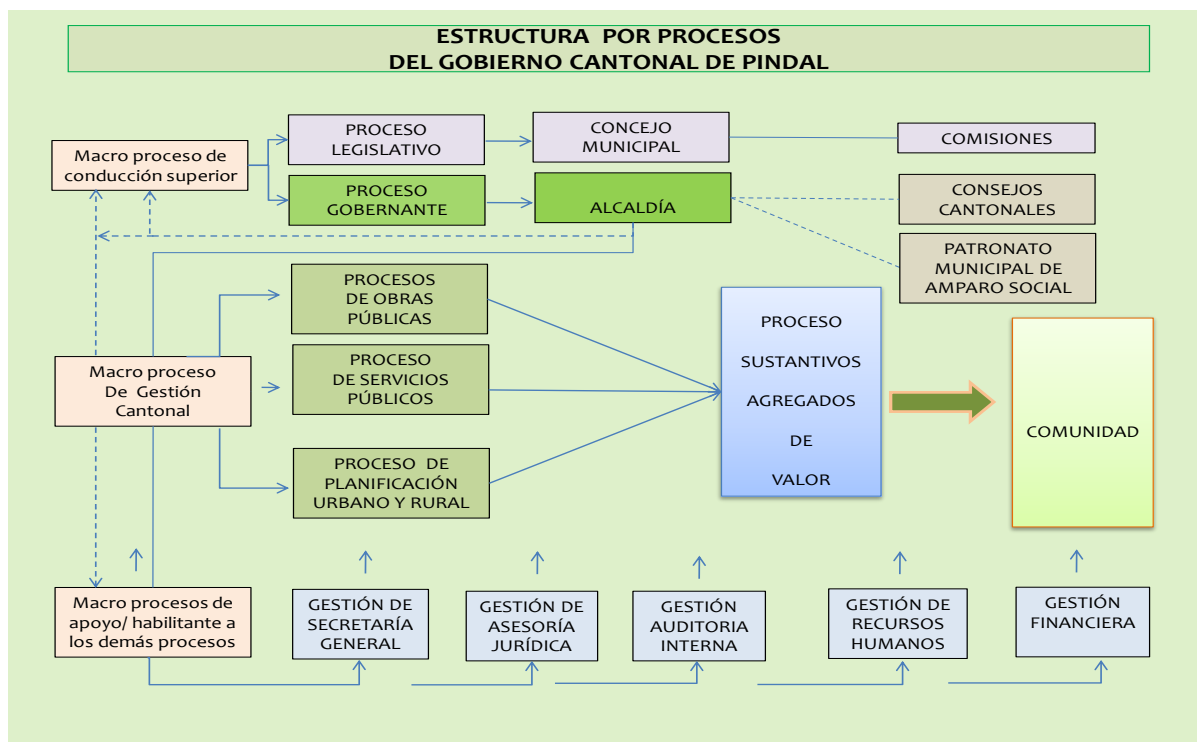 ESTRUCTURA POR PROCESOS
DEL GOBIERNO CANTONAL DE PINDAL
Macro proceso de
conducción superior
PROCESO
LEGISLATIVO
CONCEJO
MUNICIPAL
COMISIONES
PROCESO
GOBERNANTE
ALCALDÍA
CONSEJOS
CANTONALES
PATRONATO
MUNICIPAL DE
AMPARO SOCIAL
Macro proceso
De Gestión
Cantonal
PROCESOS
DE OBRAS
PÚBLICAS
PROCESO
DE SERVICIOS
PÚBLICOS
PROCESO DE
PLANIFICACIÓN
URBANO Y RURAL
PROCESO
SUSTANTIVOS
AGREGADOS
DE
VALOR
COMUNIDAD
Macro procesos de
apoyo/ habilitante a
los demás procesos
GESTIÓN DE
SECRETARÍA
GENERAL
GESTIÓN DE
ASESORÍA
JURÍDICA
GESTIÓN
AUDITORIA
INTERNA
GESTIÓN DE
RECURSOS
HUMANOS
GESTIÓN
FINANCIERA